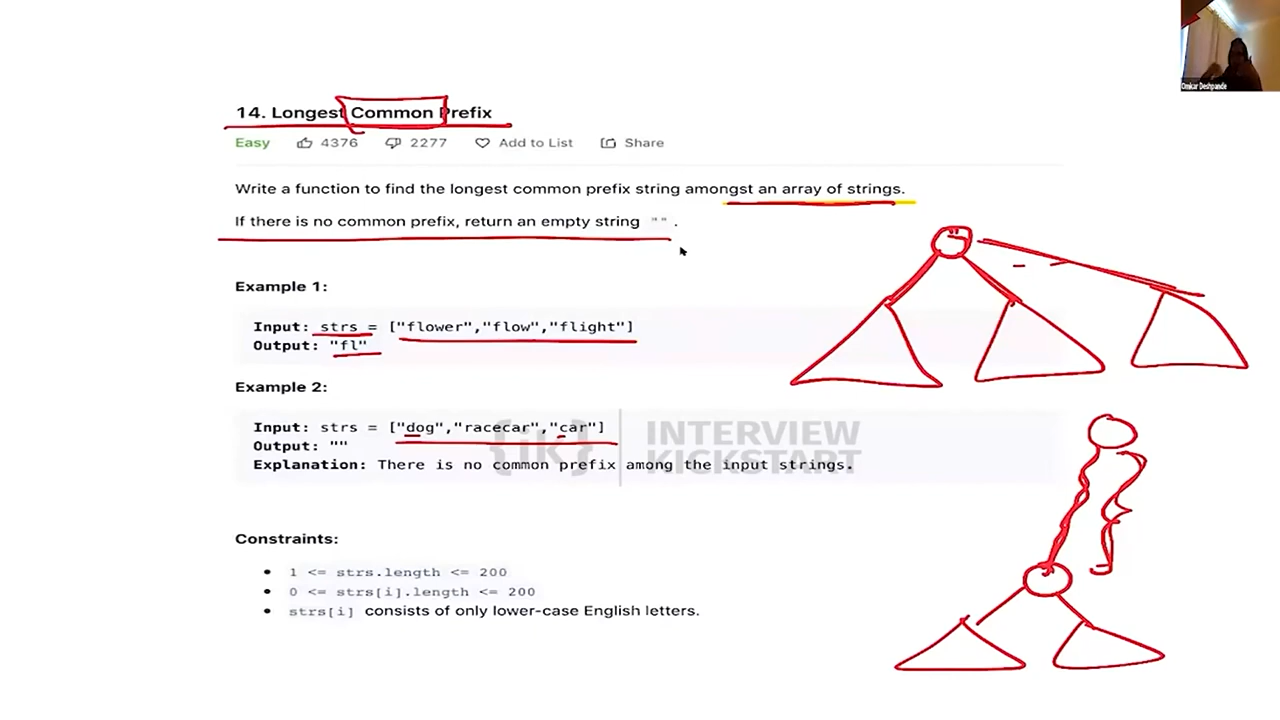 Omkar Deshpande
14. Longest Common Prefix
Easy 4376 2277 Add to List Share
Write a function to find the longest common prefix string amongst an array of strings.
If there is no common prefix, return an empty string "".
Example 1:
Input: strs = ["flower","flow","flight"]
Output: "fl"
Example 2:
Input: strs = ["dog","racecar","car"]
Output: ""
Explanation: There is no common prefix among the input strings.
{ik} INTERVIEW
KICKSTART
Constraints:
• 1 <= strs.length <= 200
• 0 <= strs[i].length <= 200
• strs[i] consists of only lower-case English letters.